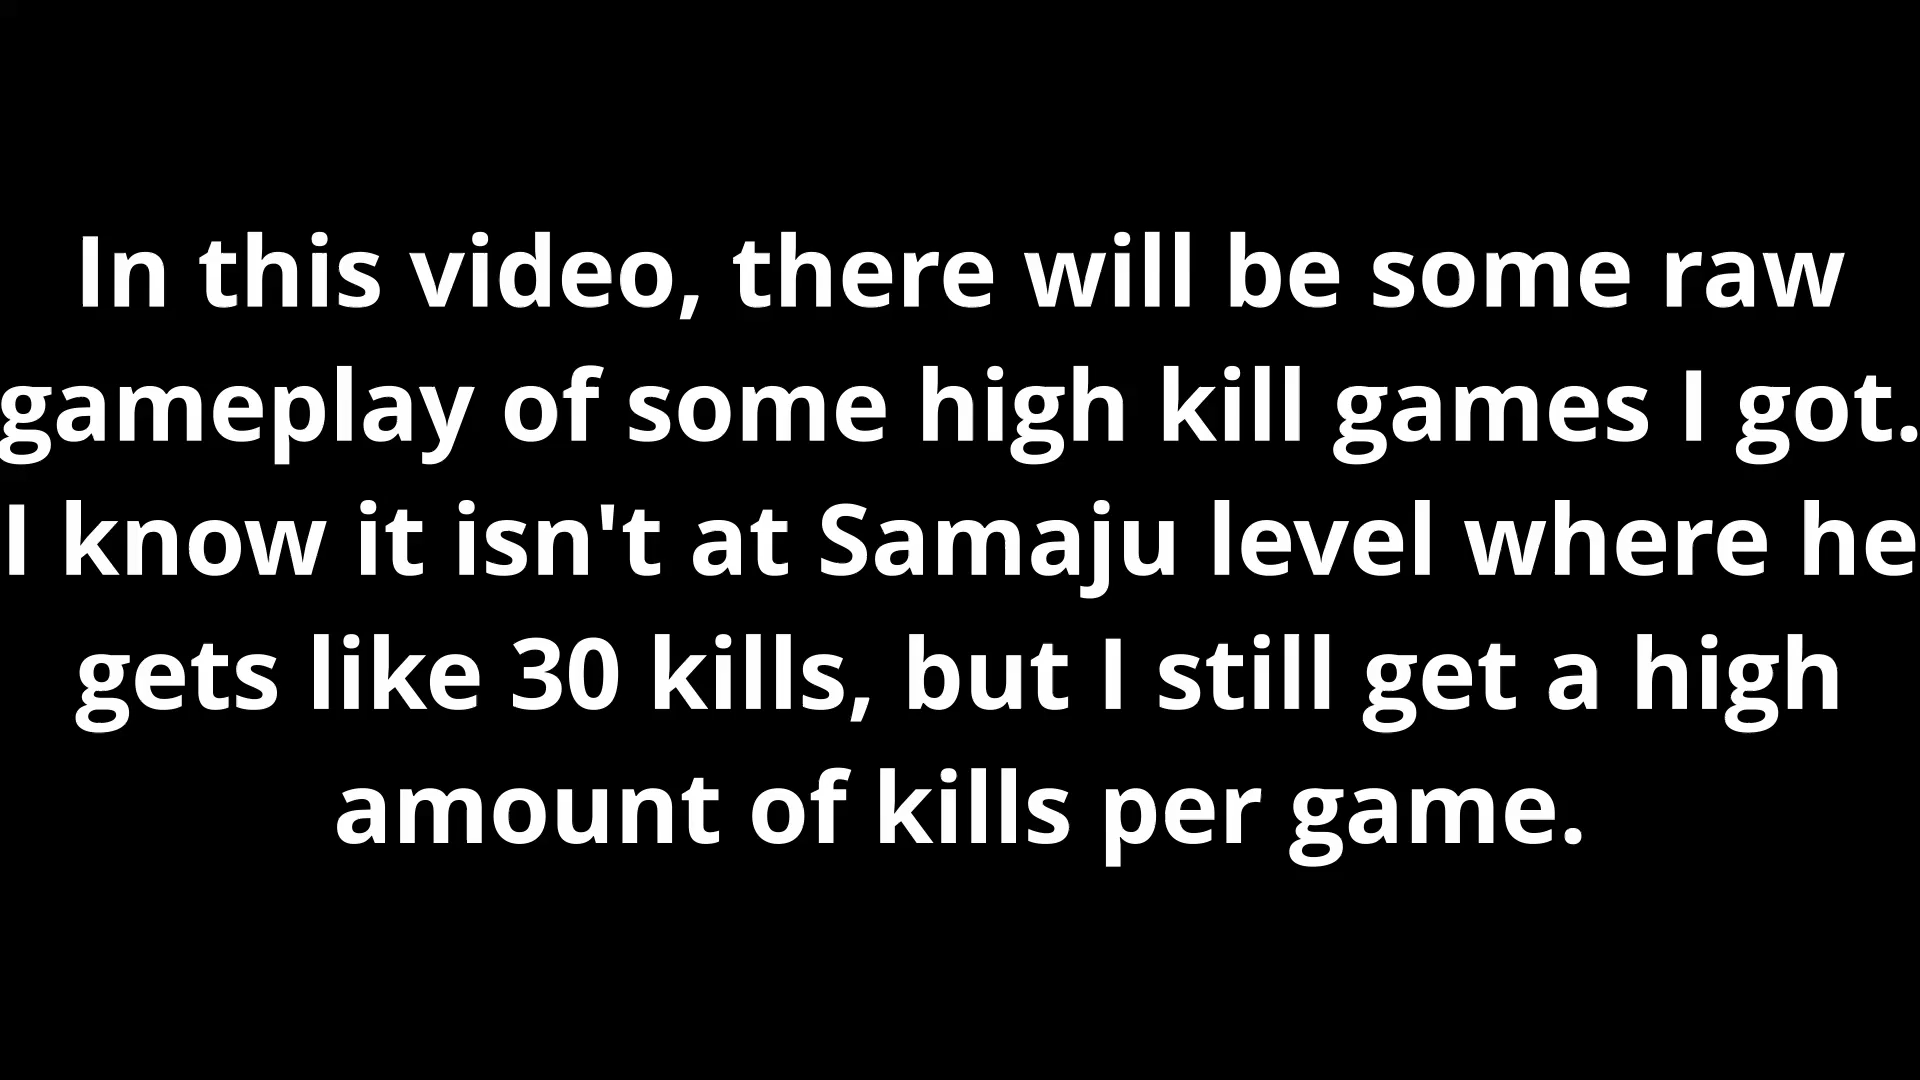 In this video, there will be some raw
gameplay of some high kill games I got.
I know it isn't at Samaju level where he
gets like 30 kills, but I still get a high
amount of kills per game.